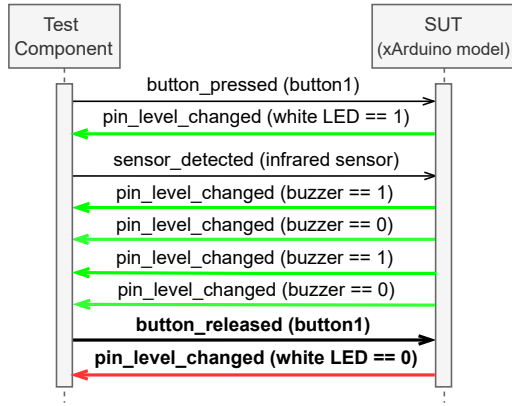 Test
Component
SUT
(xArduino model)
button_pressed (button1)
pin_level_changed (white LED == 1)
sensor_detected (infrared sensor)
pin_level_changed (buzzer == 1)
pin_level_changed (buzzer == 0)
pin_level_changed (buzzer == 1)
pin_level_changed (buzzer == 0)
button_released (button1)
pin_level_changed (white LED == 0)